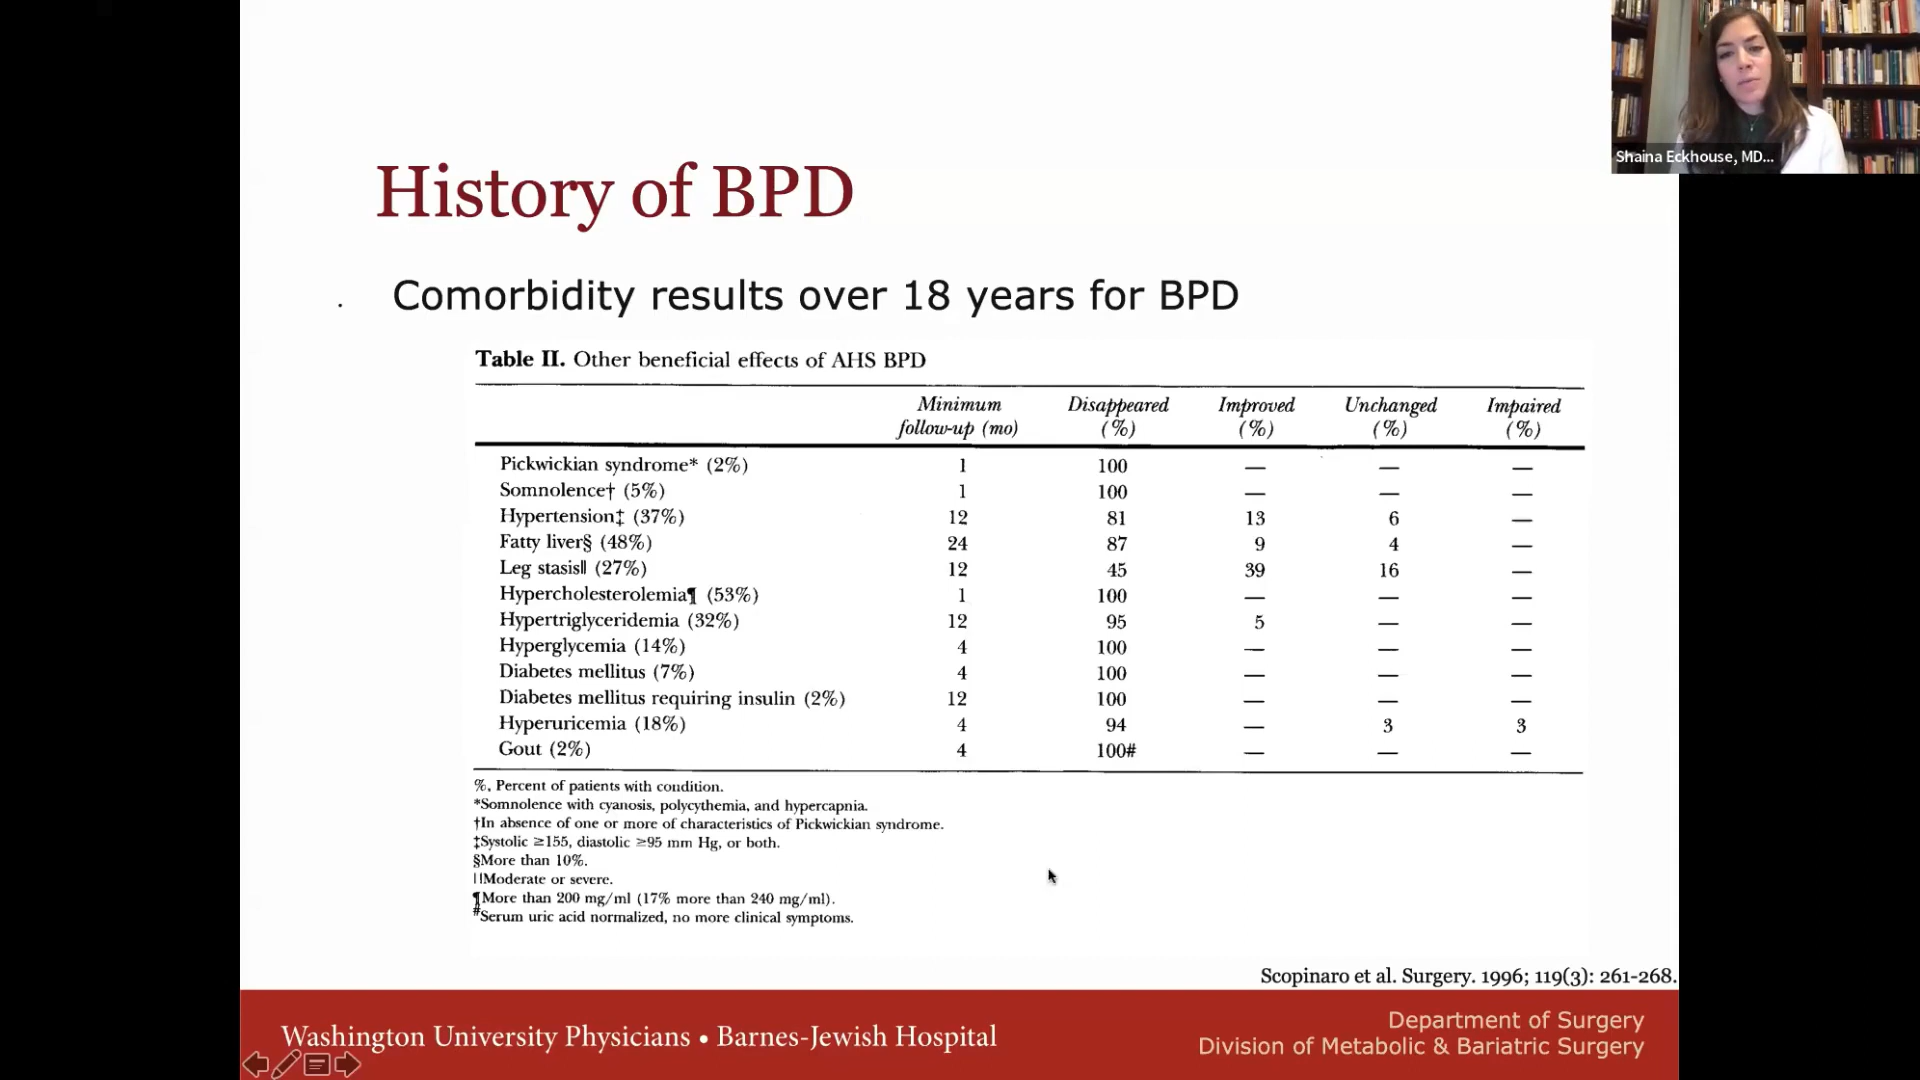 Shaina Eckhouse, MD...
History of BPD
. Comorbidity results over 18 years for BPD
Table II. Other beneficial effects of AHS BPD
Minimum follow-up (mo) Disappeared (%) Improved (%) Unchanged (%) Impaired (%)
Pickwickian syndrome* (2%) 1 100 — — —
Somnolence† (5%) 1 100 — — —
Hypertension‡ (37%) 12 81 13 6 —
Fatty liver§ (48%) 24 87 9 4 —
Leg stasis|| (27%) 12 45 39 16 —
Hypercholesterolemia¶ (53%) 1 100 — — —
Hypertriglyceridemia (32%) 12 95 5 — —
Hyperglycemia (14%) 4 100 — — —
Diabetes mellitus (7%) 4 100 — — —
Diabetes mellitus requiring insulin (2%) 12 100 — — —
Hyperuricemia (18%) 4 94 — 3 3
Gout (2%) 4 100# — — —
%, Percent of patients with condition.
*Somnolence with cyanosis, polycythemia, and hypercapnia.
†In absence of one or more of characteristics of Pickwickian syndrome.
‡Systolic ≥155, diastolic ≥95 mm Hg, or both.
§More than 10%.
||Moderate or severe.
¶More than 200 mg/ml (17% more than 240 mg/ml).
#Serum uric acid normalized, no more clinical symptoms.
Scopinaro et al. Surgery. 1996; 119(3): 261-268.
Washington University Physicians • Barnes-Jewish Hospital
Department of Surgery
Division of Metabolic & Bariatric Surgery